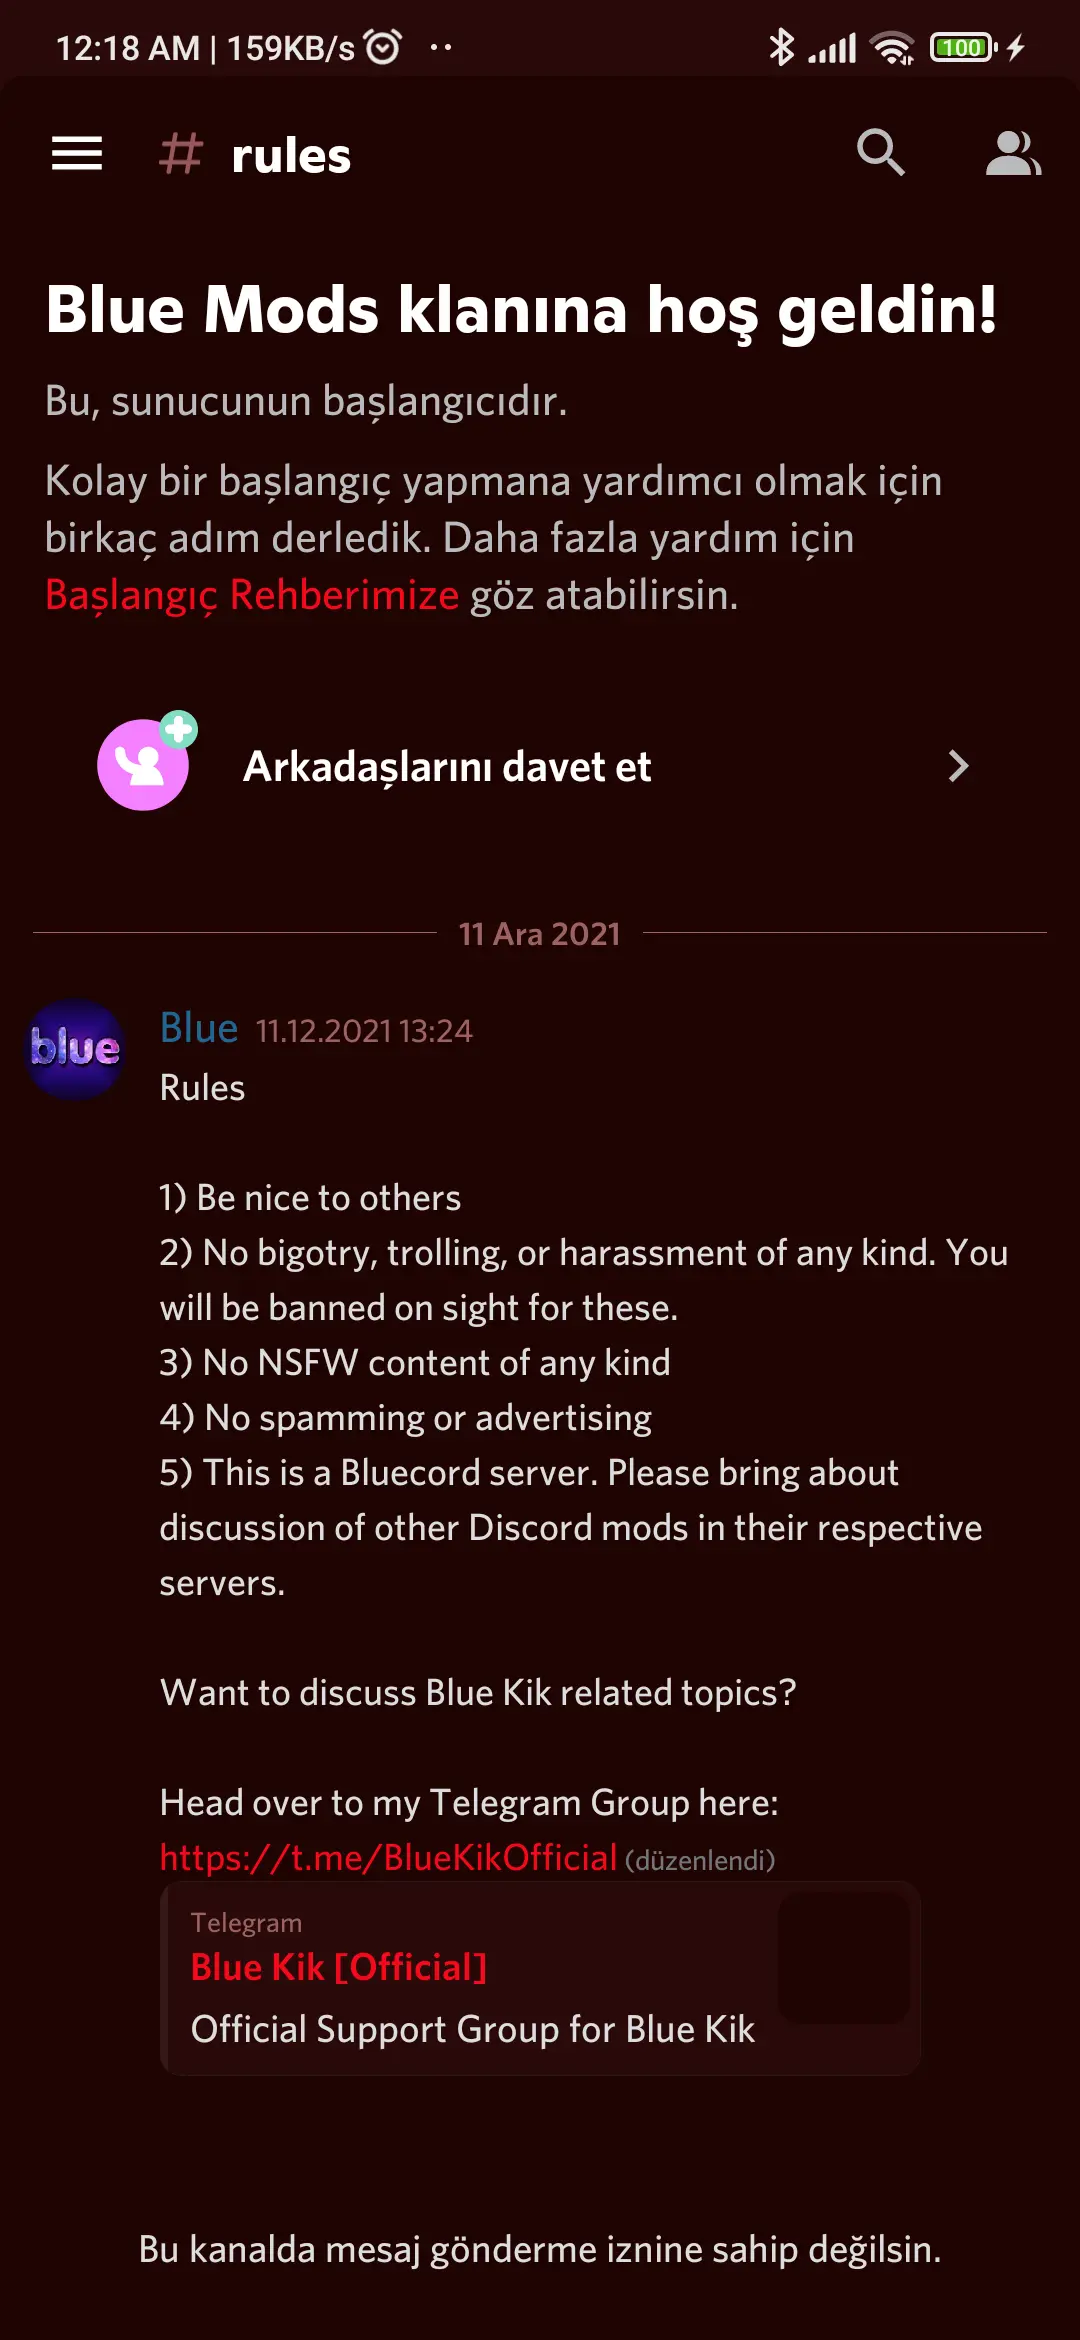 12:18 AM | 159KB/s
100
# rules
Blue Mods klanına hoş geldin!
Bu, sunucunun başlangıcıdır.
Kolay bir başlangıç yapmana yardımcı olmak için
birkaç adım derledik. Daha fazla yardım için
Başlangıç Rehberimize göz atabilirsin.
Arkadaşlarını davet et
11 Ara 2021
blue
Blue 11.12.2021 13:24
Rules
1) Be nice to others
2) No bigotry, trolling, or harassment of any kind. You
will be banned on sight for these.
3) No NSFW content of any kind
4) No spamming or advertising
5) This is a Bluecord server. Please bring about
discussion of other Discord mods in their respective
servers.
Want to discuss Blue Kik related topics?
Head over to my Telegram Group here:
https://t.me/BlueKikOfficial (düzenlendi)
Telegram
Blue Kik [Official]
Official Support Group for Blue Kik
Bu kanalda mesaj gönderme iznine sahip değilsin.